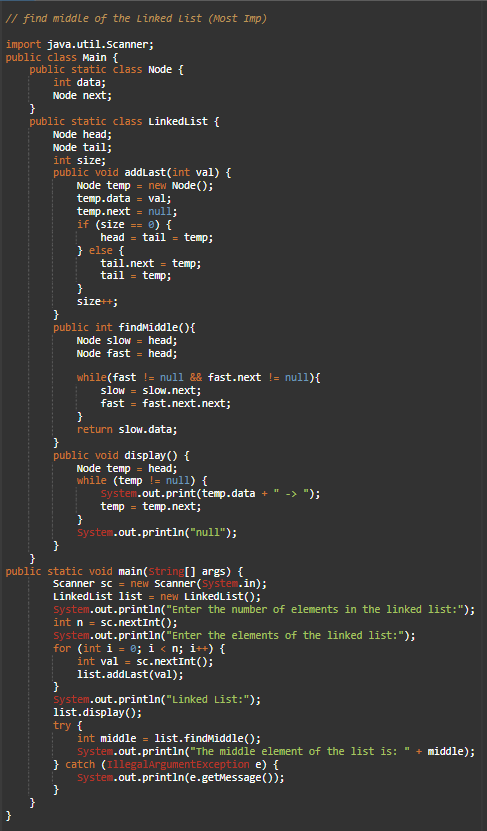 // find middle of the Linked List (Most Imp)

import java.util.Scanner;
public class Main {
    public static class Node {
        int data;
        Node next;
    }
    public static class LinkedList {
        Node head;
        Node tail;
        int size;
        public void addLast(int val) {
            Node temp = new Node();
            temp.data = val;
            temp.next = null;
            if (size == 0) {
                head = tail = temp;
            } else {
                tail.next = temp;
                tail = temp;
            }
            size++;
        }
        public int findMiddle(){
            Node slow = head;
            Node fast = head;

            while(fast != null && fast.next != null){
                slow = slow.next;
                fast = fast.next.next;
            }
            return slow.data;
        }
        public void display() {
            Node temp = head;
            while (temp != null) {
                System.out.print(temp.data + " -> ");
                temp = temp.next;
            }
            System.out.println("null");
        }
    }
public static void main(String[] args) {
        Scanner sc = new Scanner(System.in);
        LinkedList list = new LinkedList();
        System.out.println("Enter the number of elements in the linked list:");
        int n = sc.nextInt();
        System.out.println("Enter the elements of the linked list:");
        for (int i = 0; i < n; i++) {
            int val = sc.nextInt();
            list.addLast(val);
        }
        System.out.println("Linked List:");
        list.display();
        try {
            int middle = list.findMiddle();
            System.out.println("The middle element of the list is: " + middle);
        } catch (IllegalArgumentException e) {
            System.out.println(e.getMessage());
        }
    }
}